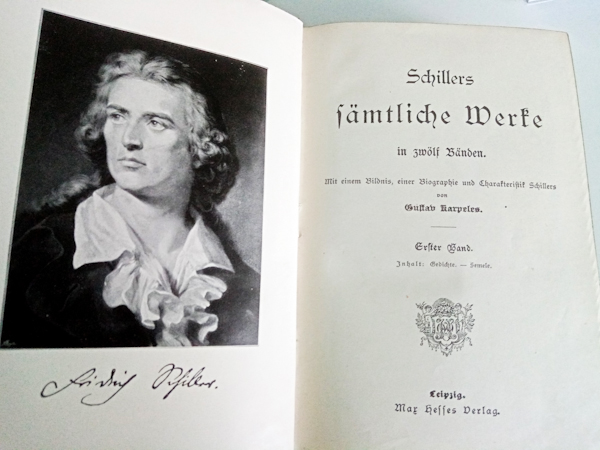 Friedrich Schiller.
Schillers
sämtliche Werke
in zwölf Bänden.
Mit einem Bildnis, einer Biographie und Charakteristik Schillers
von
Gustav Karpeles.
Erster Band.
Inhalt: Gedichte. — Semele.
Leipzig.
Max Hesses Verlag.